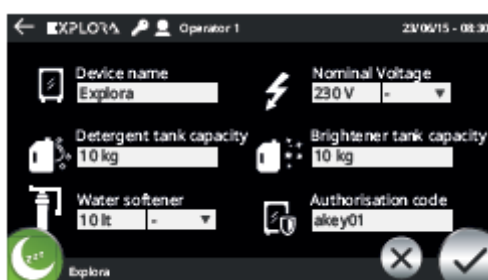 EXPLORA Operator 1 23/06/15 - 08:30
Device name
Explora
Nominal Voltage
230 V -
Detergent tank capacity
10 kg
Brightener tank capacity
10 kg
Water softener
10 lt -
Authorisation code
akey01
zzz
Explora